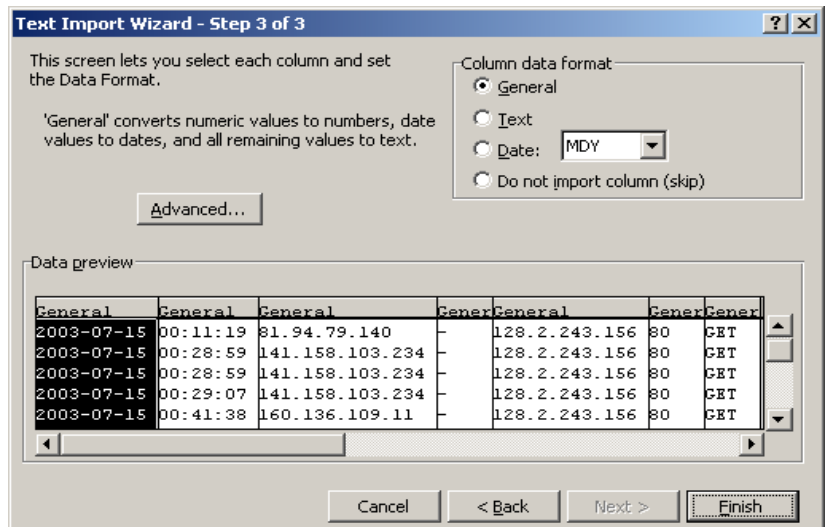 Text Import Wizard - Step 3 of 3
This screen lets you select each column and set
the Data Format.
'General' converts numeric values to numbers, date
values to dates, and all remaining values to text.
Advanced...
Column data format
General
Text
Date: MDY
Do not import column (skip)
Data preview
General General General Gener General Gener Gener
2003-07-15 00:11:19 81.94.79.140 - 128.2.243.156 80 GET
2003-07-15 00:28:59 141.158.103.234 - 128.2.243.156 80 GET
2003-07-15 00:28:59 141.158.103.234 - 128.2.243.156 80 GET
2003-07-15 00:29:07 141.158.103.234 - 128.2.243.156 80 GET
2003-07-15 00:41:38 160.136.109.11 - 128.2.243.156 80 GET
Cancel < Back Next > Finish